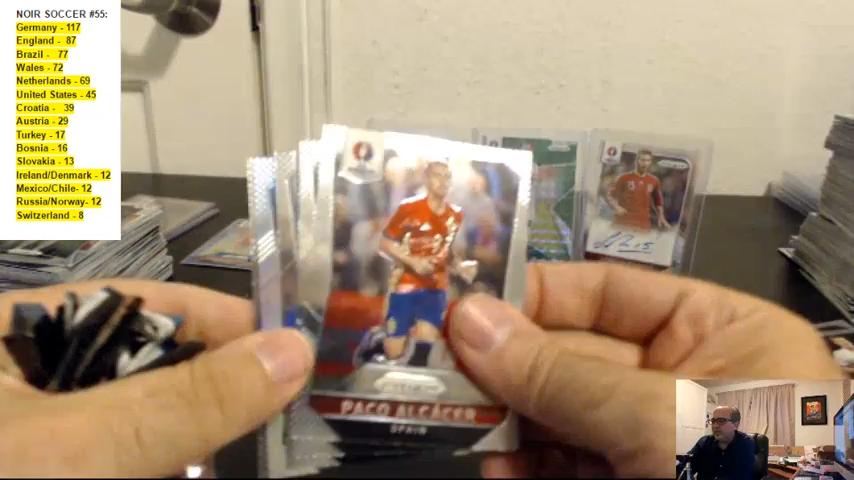 NOIR SOCCER #55:
Germany - 117
England - 87
Brazil - 77
Wales - 72
Netherlands - 69
United States - 45
Croatia - 39
Austria - 29
Turkey - 17
Bosnia - 16
Slovakia - 13
Ireland/Denmark - 12
Mexico/Chile- 12
Russia/Norway- 12
Switzerland - 8
PACO ALCÁCER
SPAIN